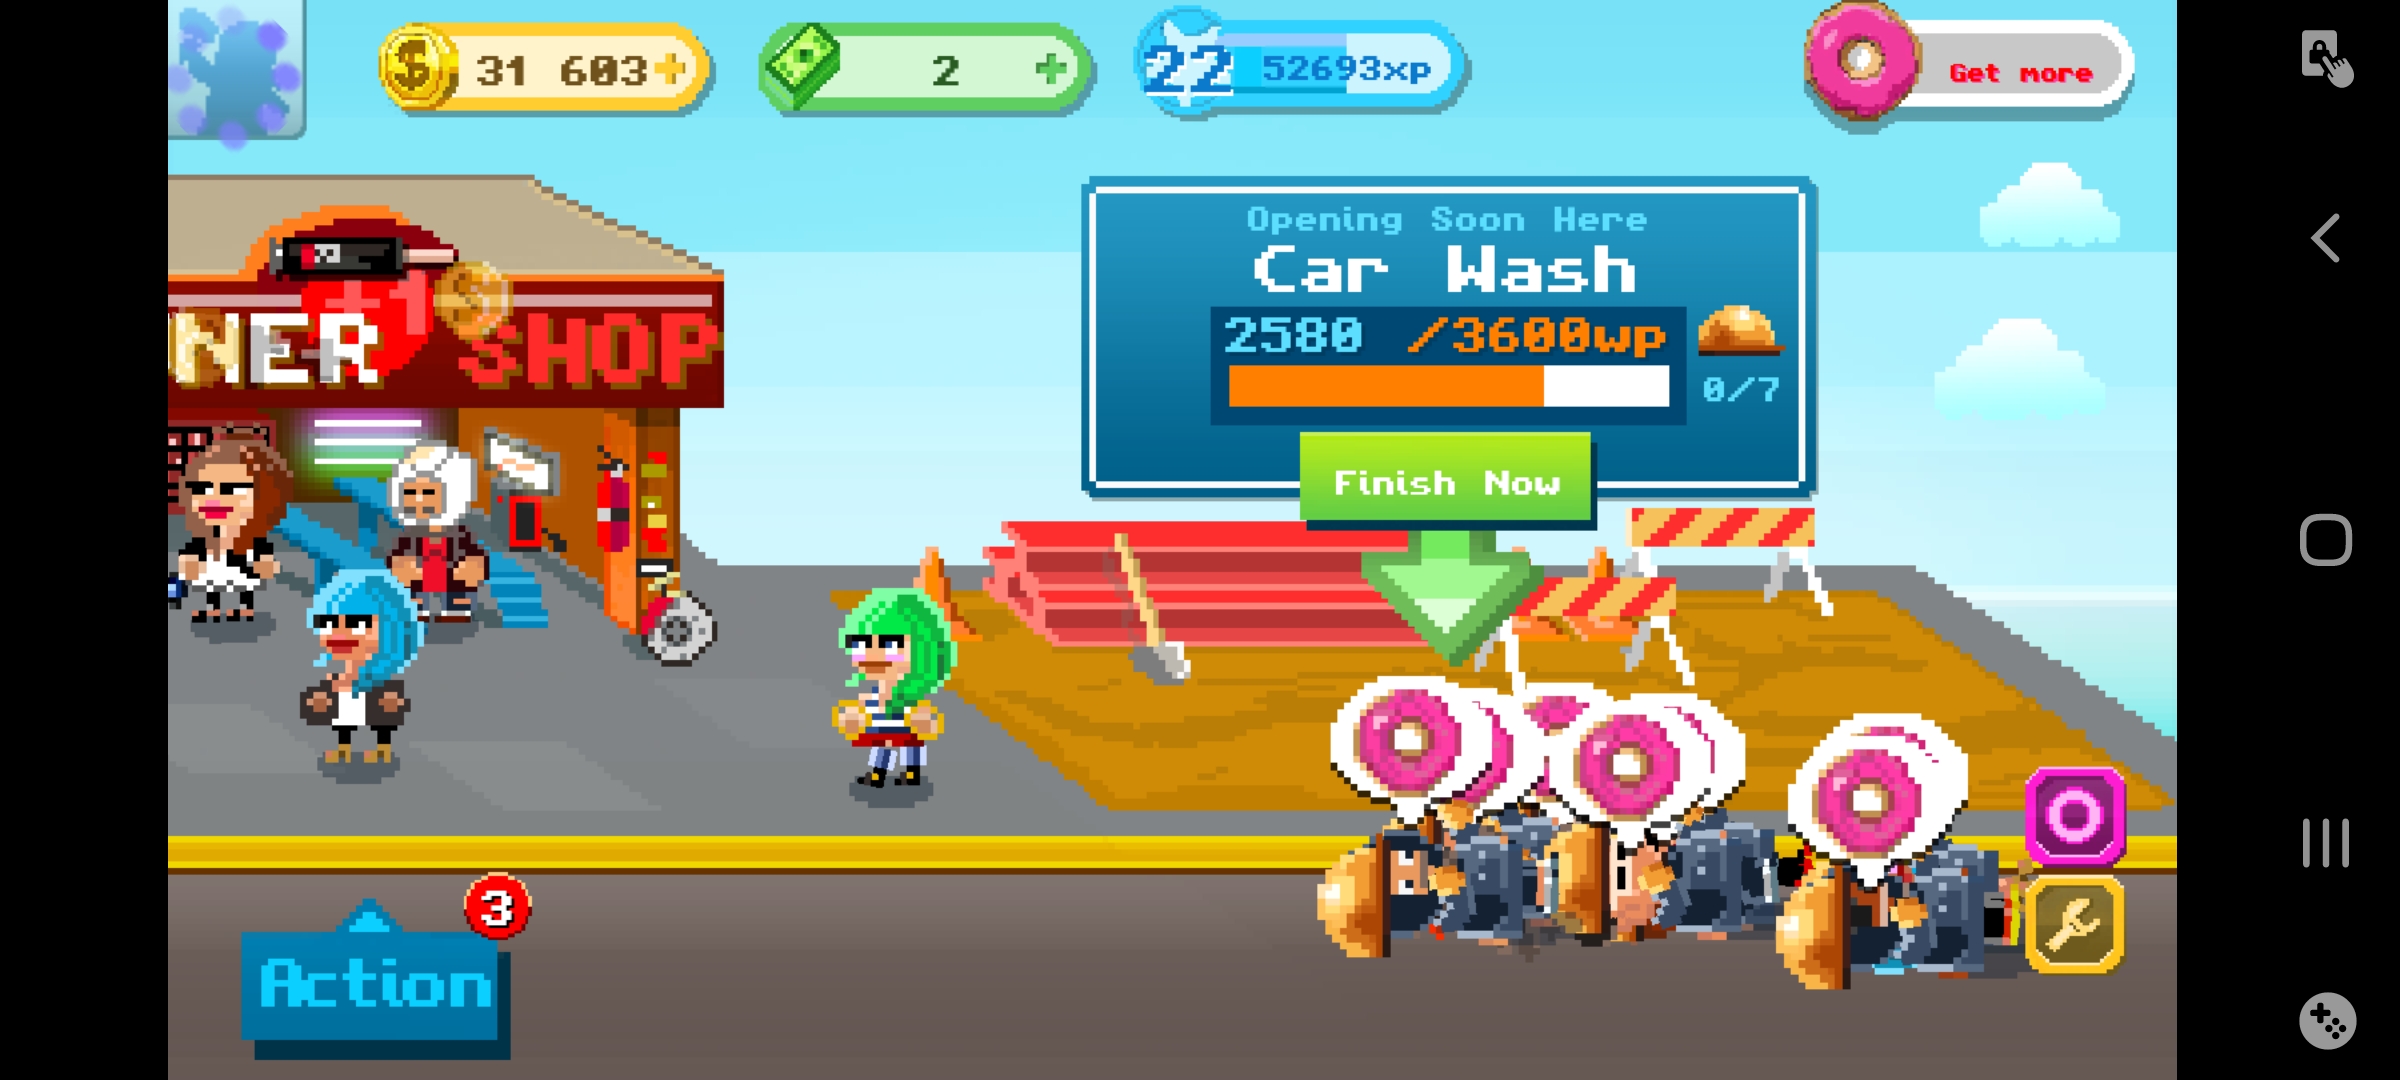 31 603
2
22 52693xp
Get more
Opening Soon Here
Car Wash
2580 /3600wp
0/7
Finish Now
+1
NER SHOP
3
Action